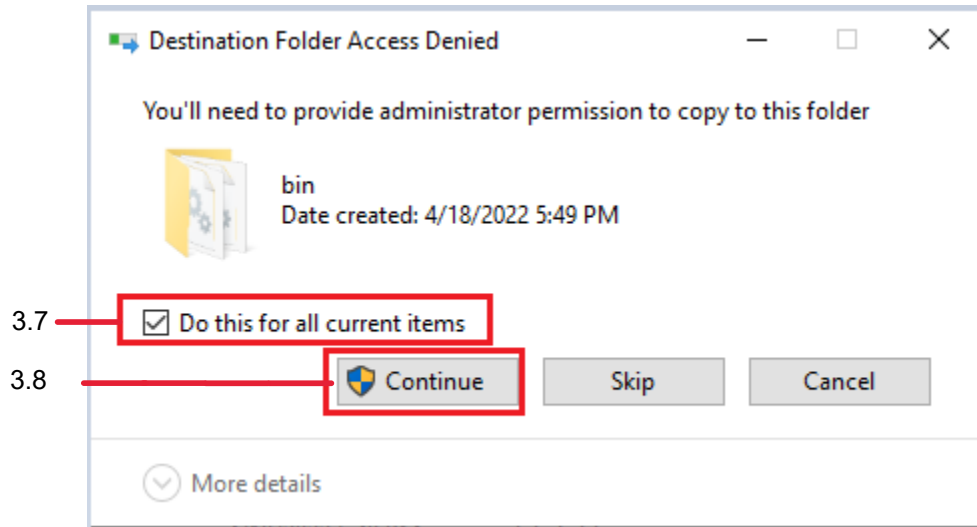 Destination Folder Access Denied
You'll need to provide administrator permission to copy to this folder
bin
Date created: 4/18/2022 5:49 PM
3.7
Do this for all current items
3.8
Continue
Skip
Cancel
More details